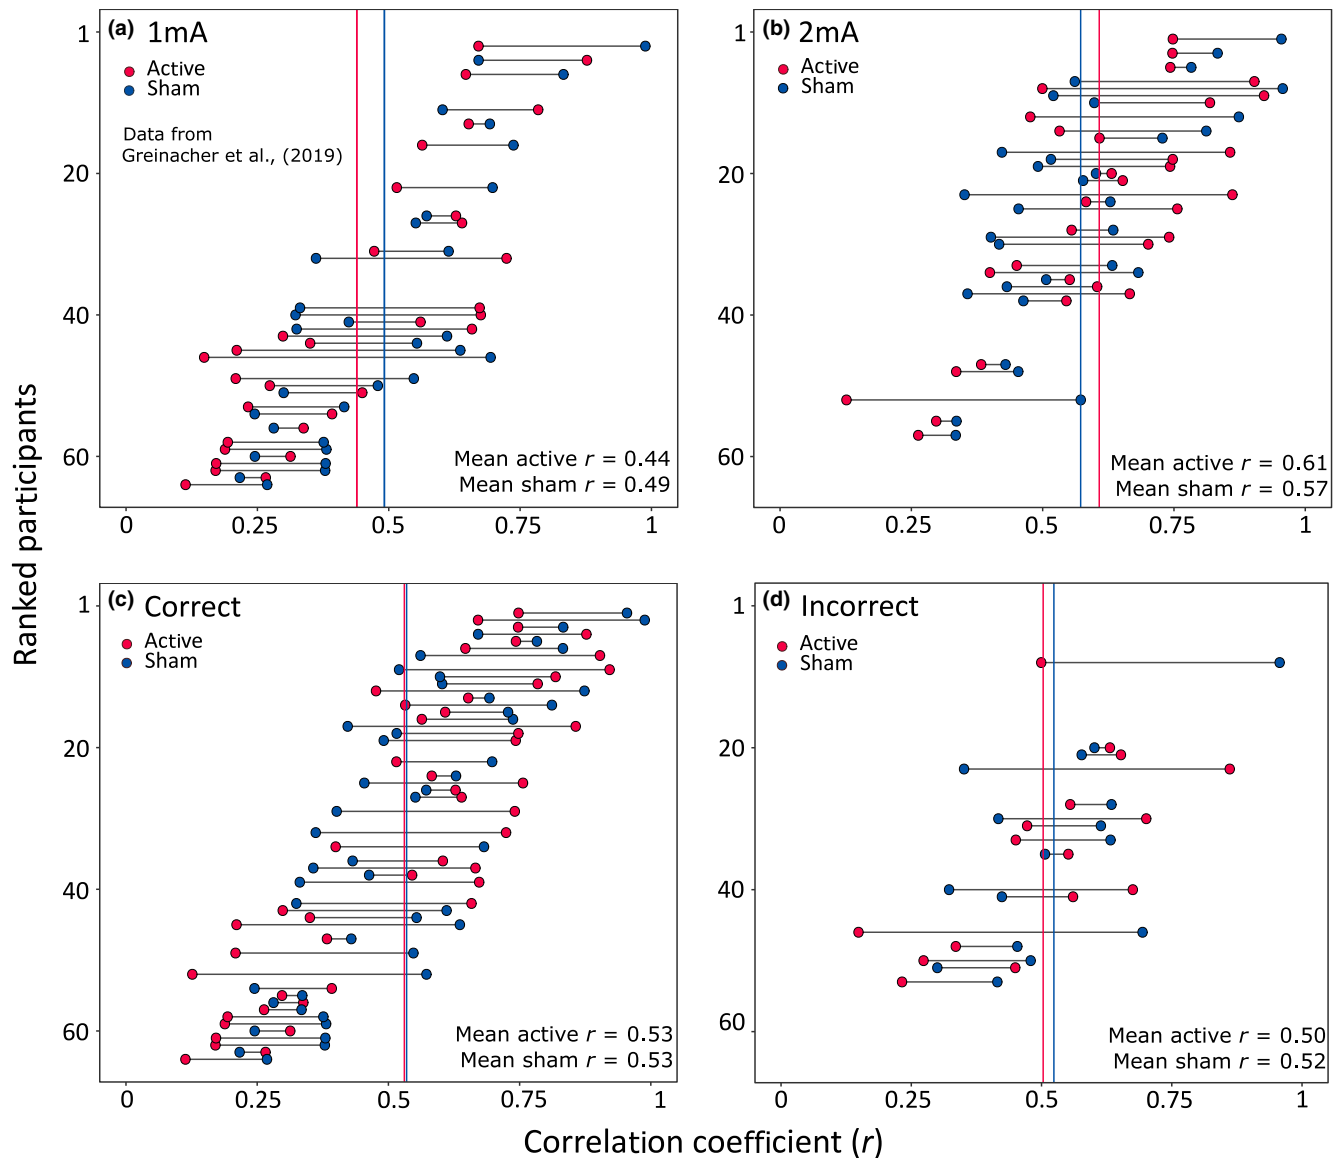 (a) 1mA
Active
Sham
Data from
Greinacher et al., (2019)
Mean active r = 0.44
Mean sham r = 0.49
1
20
40
60
0 0.25 0.5 0.75 1
(b) 2mA
Active
Sham
Mean active r = 0.61
Mean sham r = 0.57
1
20
40
60
0 0.25 0.5 0.75 1
(c) Correct
Active
Sham
Mean active r = 0.53
Mean sham r = 0.53
1
20
40
60
0 0.25 0.5 0.75 1
(d) Incorrect
Active
Sham
Mean active r = 0.50
Mean sham r = 0.52
1
20
40
60
0 0.25 0.5 0.75 1
Ranked participants
Correlation coefficient (r)